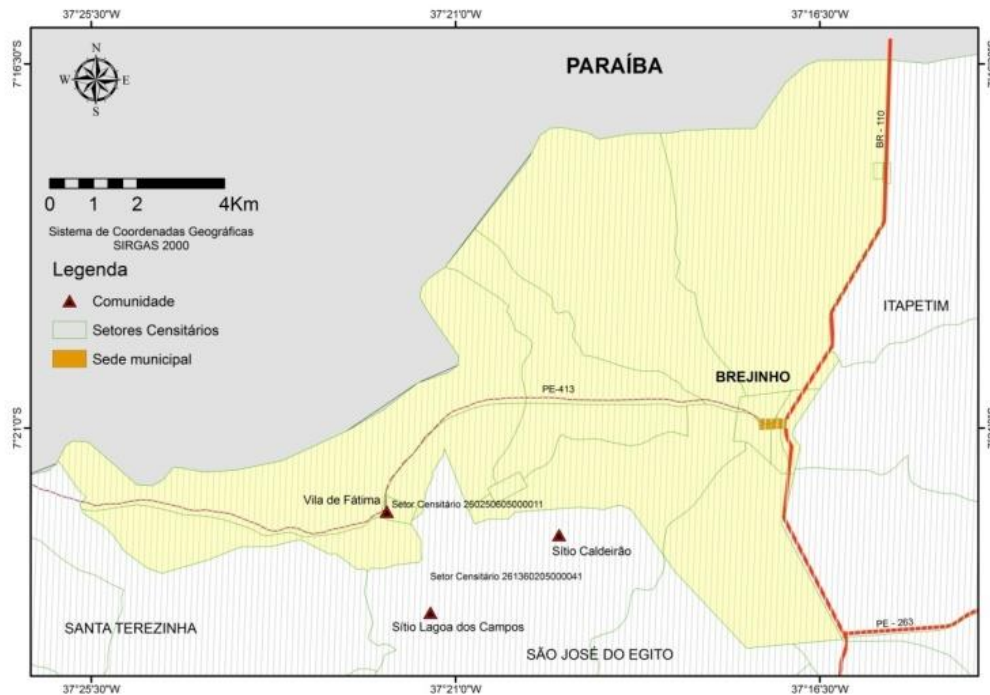 37°25'30"W
37°21'0"W
37°16'30"W
7°16'30"S
PARAÍBA
N
W
E
S
BR - 110
0 1 2 4Km
Sistema de Coordenadas Geográficas
SIRGAS 2000
Legenda
Comunidade
Setores Censitários
Sede municipal
ITAPETIM
BREJINHO
PE-413
7°21'0"S
Vila de Fátima
Setor Censitário 260250605000011
Sítio Caldeirão
Setor Censitário 261360205000041
Sítio Lagoa dos Campos
SANTA TEREZINHA
SÃO JOSÉ DO EGITO
PE - 263
37°25'30"W
37°21'0"W
37°16'30"W